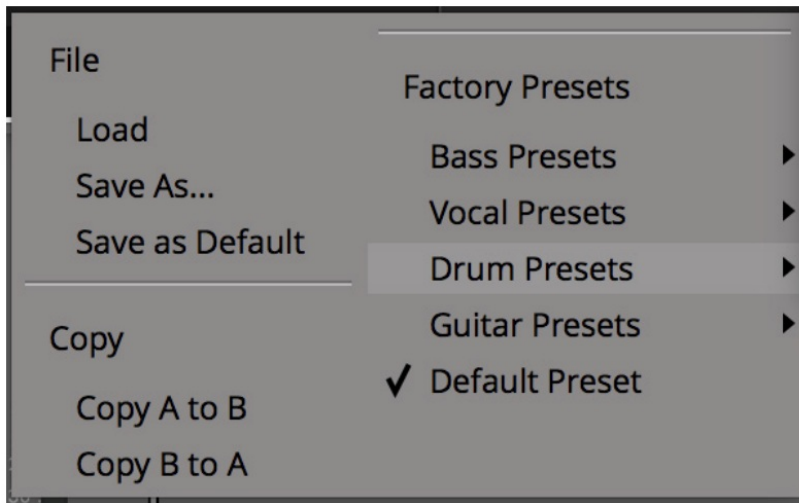 File
Load
Save As...
Save as Default
Copy
Copy A to B
Copy B to A
Factory Presets
Bass Presets
Vocal Presets
Drum Presets
Guitar Presets
Default Preset